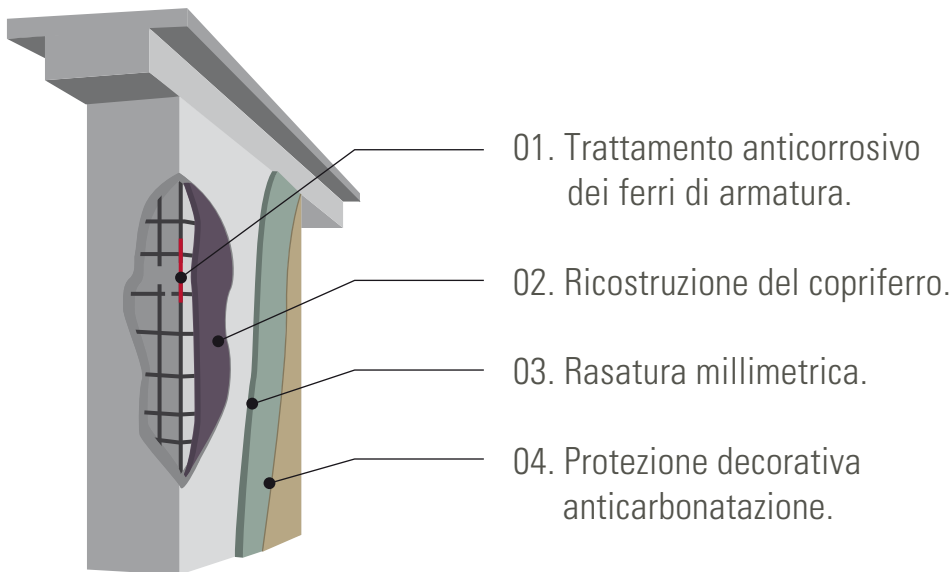 01. Trattamento anticorrosivo
dei ferri di armatura.
02. Ricostruzione del copriferro.
03. Rasatura millimetrica.
04. Protezione decorativa
anticarbonatazione.